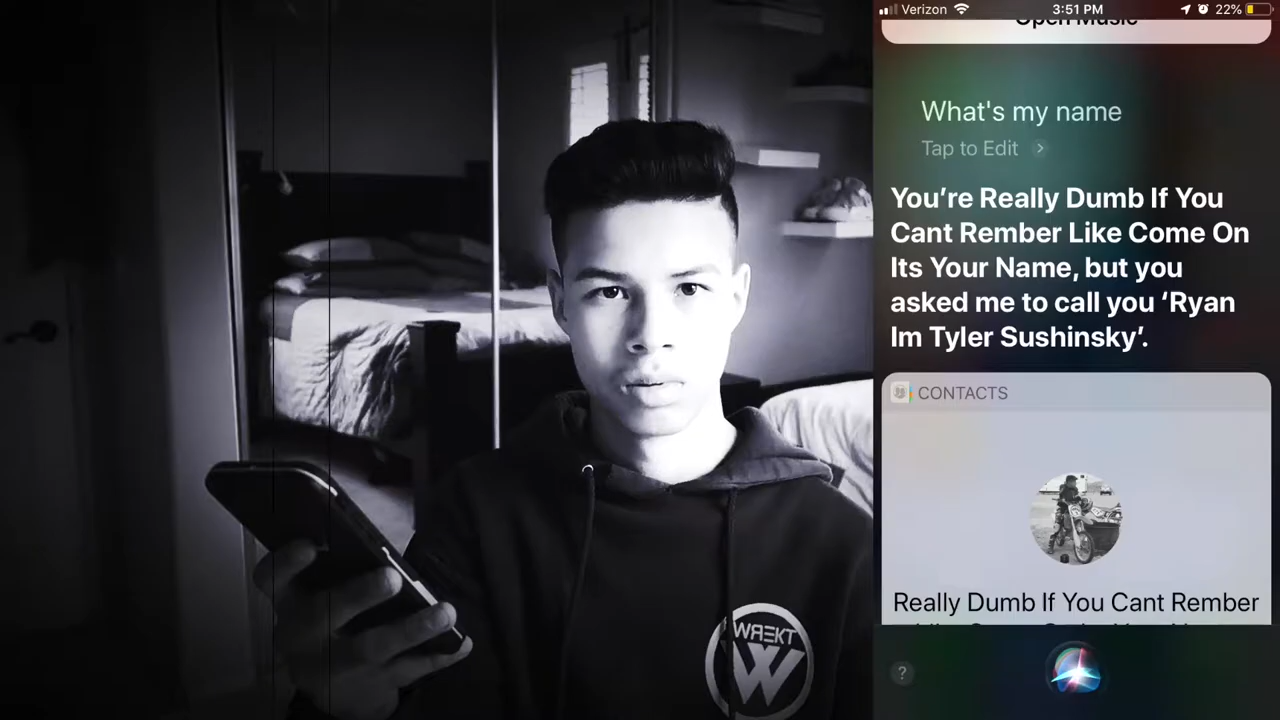 Verizon 3:51 PM 22%
Open Music
What's my name
Tap to Edit
You're Really Dumb If You
Cant Rember Like Come On
Its Your Name, but you
asked me to call you ‘Ryan
Im Tyler Sushinsky’.
CONTACTS
Really Dumb If You Cant Rember
?
WREKT
W